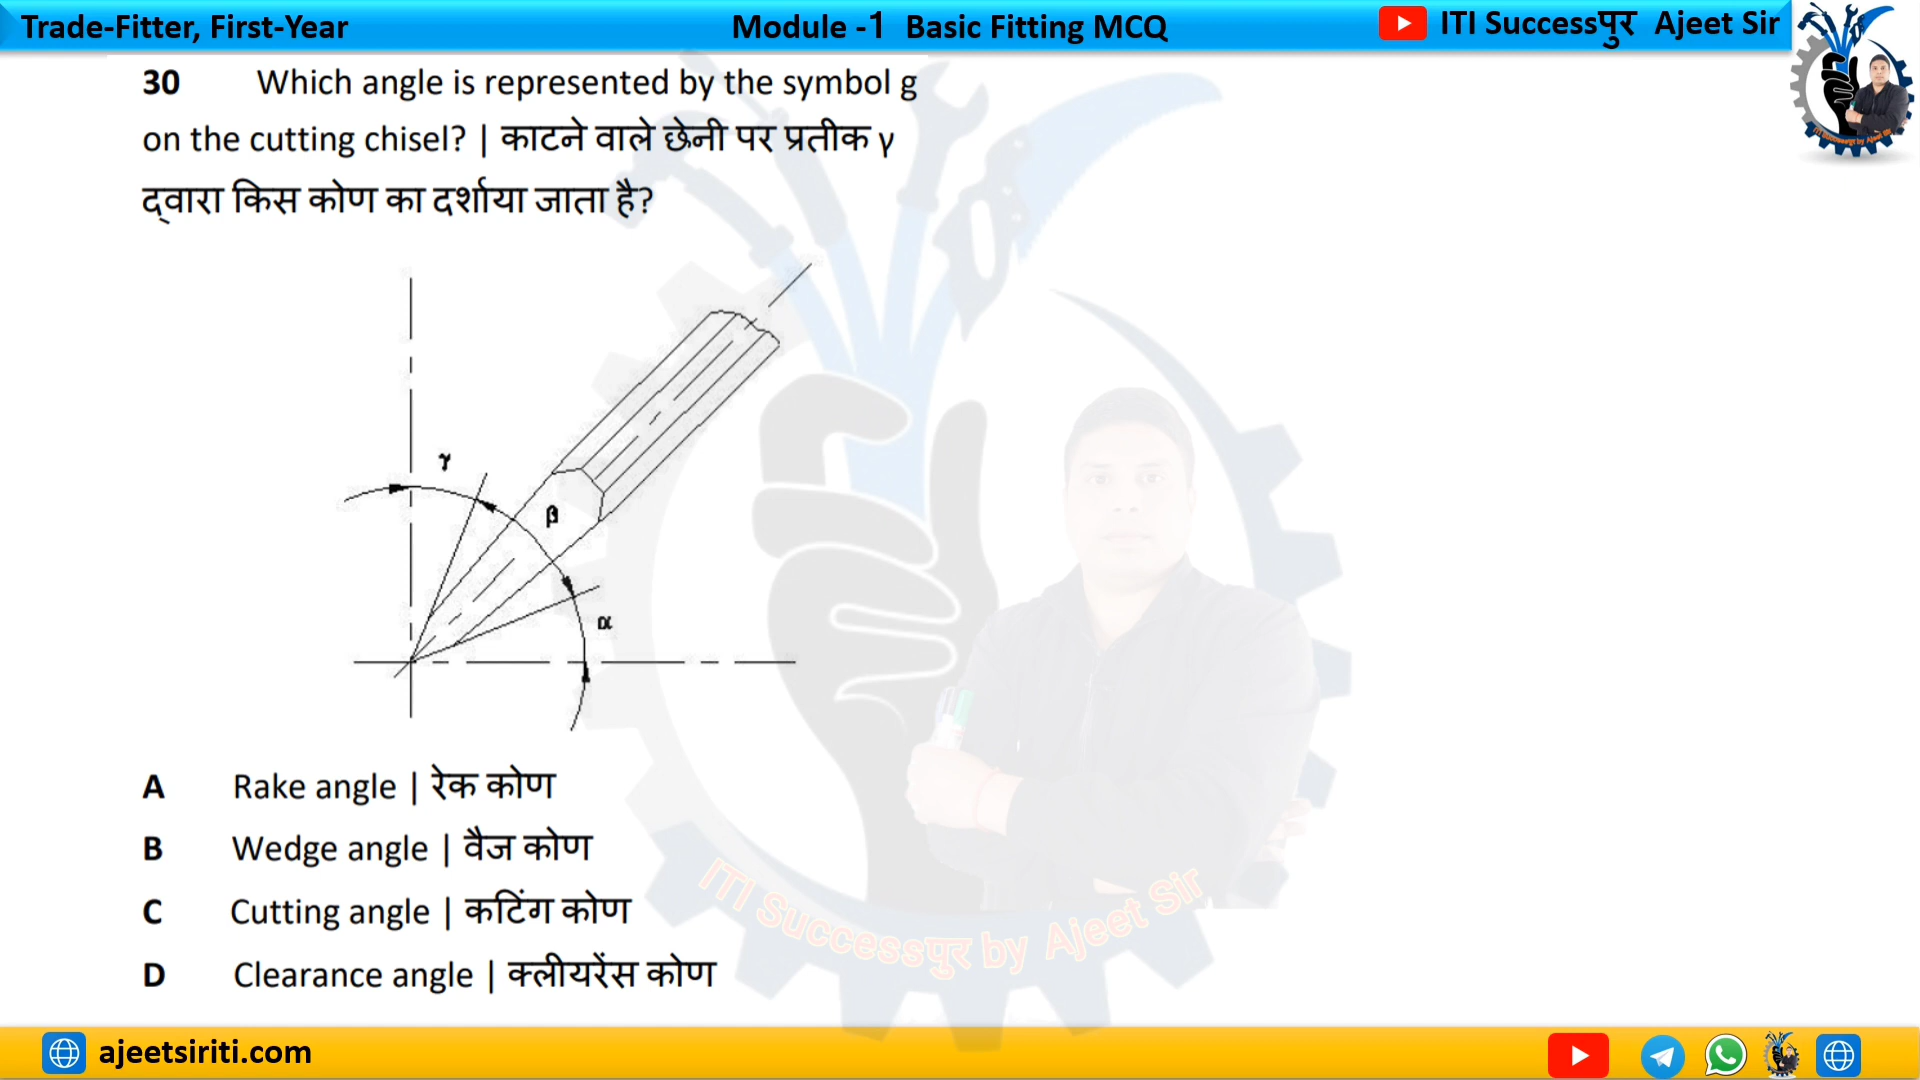 Trade-Fitter, First-Year Module -1 Basic Fitting MCQ ITI Successपुर Ajeet Sir
30 Which angle is represented by the symbol g
on the cutting chisel? | काटने वाले छेनी पर प्रतीक γ
द्वारा किस कोण का दर्शाया जाता है?
γ
β
α
A Rake angle | रेक कोण
B Wedge angle | वैज कोण
C Cutting angle | कटिंग कोण
D Clearance angle | क्लीयरेंस कोण
ITI Successपुर by Ajeet Sir
ajeetsiriti.com